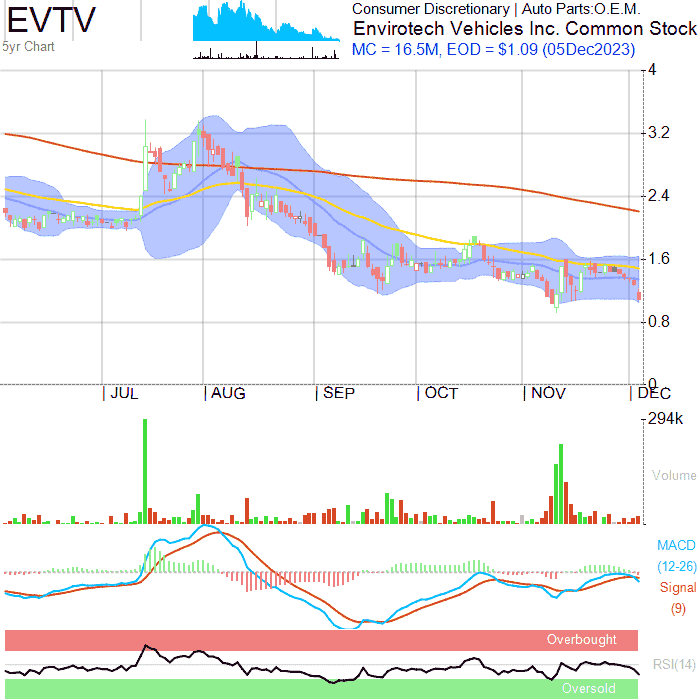 EVTV
5yr Chart
Consumer Discretionary | Auto Parts:O.E.M.
Envirotech Vehicles Inc. Common Stock
MC = 16.5M, EOD = $1.09 (05Dec2023)
4
3.2
2.4
1.6
0.8
0
JUL AUG SEP OCT NOV DEC
294k
Volume
MACD
(12-26)
Signal
(9)
Overbought
RSI(14)
Oversold